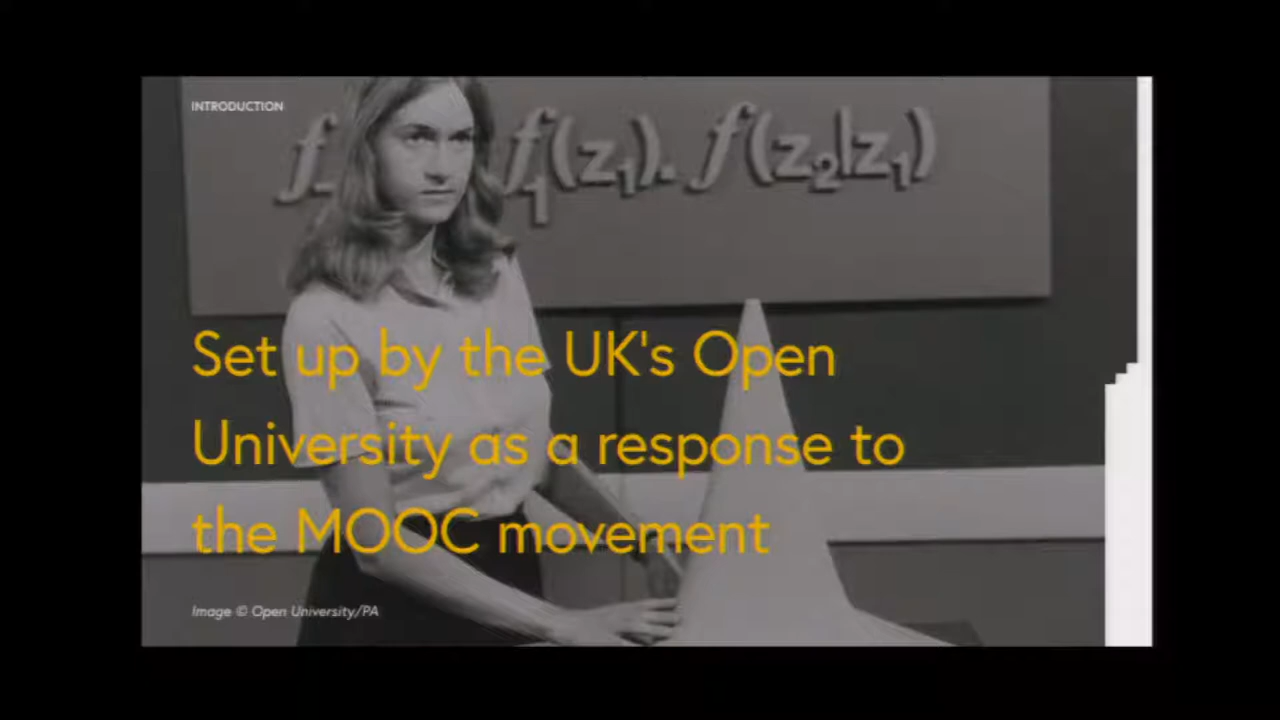 INTRODUCTION
f1(z1). f(z2|z1)
Set up by the UK's Open
University as a response to
the MOOC movement
Image © Open University/PA